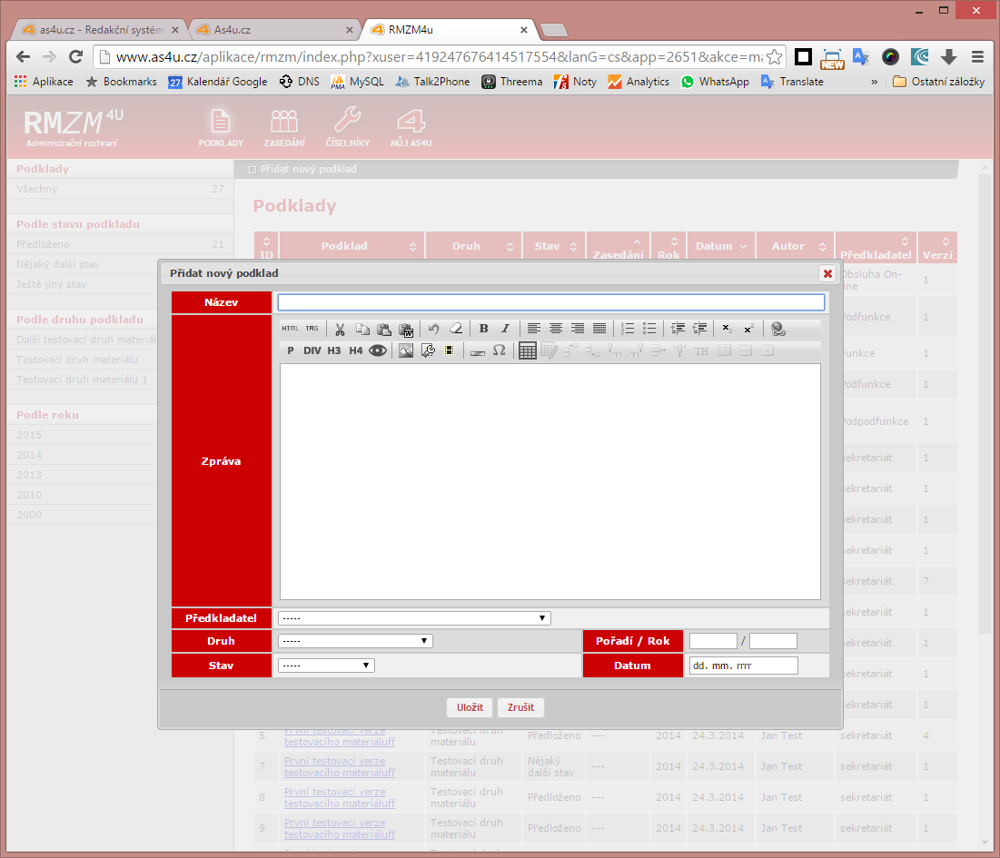 as4u.cz - Redakční systém
As4u.cz
RMZM4u
www.as4u.cz/aplikace/rmzm/index.php?xuser=419247676414517554&lanG=cs&app=2651&akce=ma
NEW
Aplikace
Bookmarks
27 Kalendář Google
DNS
PMA MySQL
Talk2Phone
Threema
Noty
Analytics
WhatsApp
Translate
»
Ostatní záložky
RMZM 4U
Administrační rozhraní
PODKLADY
ZASEDÁNÍ
ČÍSELNÍKY
MŮJ AS4U
Podklady
Všechny 27
Podle stavu podkladu
Předloženo 21
Nějaký další stav
Ještě jiný stav
Podle druhu podkladu
Další testovací druh materiál
Testovací druh materiálu
Testovací druh materiálu 1
Podle roku
2015
2014
2013
2010
2000
Přidat nový podklad
Podklady
ID Podklad Druh Stav Zasedání Rok Datum Autor Předkladatel Verzí
Obsluha On-
ine 1
Podfunkce 1
Funkce 1
Podfunkce 1
Podpodfunkce 1
sekretariát 1
sekretariát 1
sekretariát 1
sekretariát 1
sekretariát 7
sekretariát 1
sekretariát 1
sekretariát 1
sekretariát 1
Přidat nový podklad
Název
Zpráva
HTML TAG B I
P DIV H3 H4 Ω TH
Předkladatel -----
Druh ----- Pořadí / Rok /
Stav ----- Datum dd. mm. rrrr
Uložit Zrušit
5 První testovací verze testovacího materiáluff Testovací druh materiálu Předloženo --- 2014 24.3.2014 Jan Test sekretariát 4
7 První testovací verze testovacího materiáluff Testovací druh materiálu Nějaký další stav --- 2014 24.3.2014 Jan Test sekretariát 1
8 První testovací verze testovacího materiáluff Testovací druh materiálu Předloženo --- 2014 24.3.2014 Jan Test sekretariát 1
9 První testovací verze testovacího materiáluff Testovací druh materiálu Předloženo --- 2014 24.3.2014 Jan Test sekretariát 1